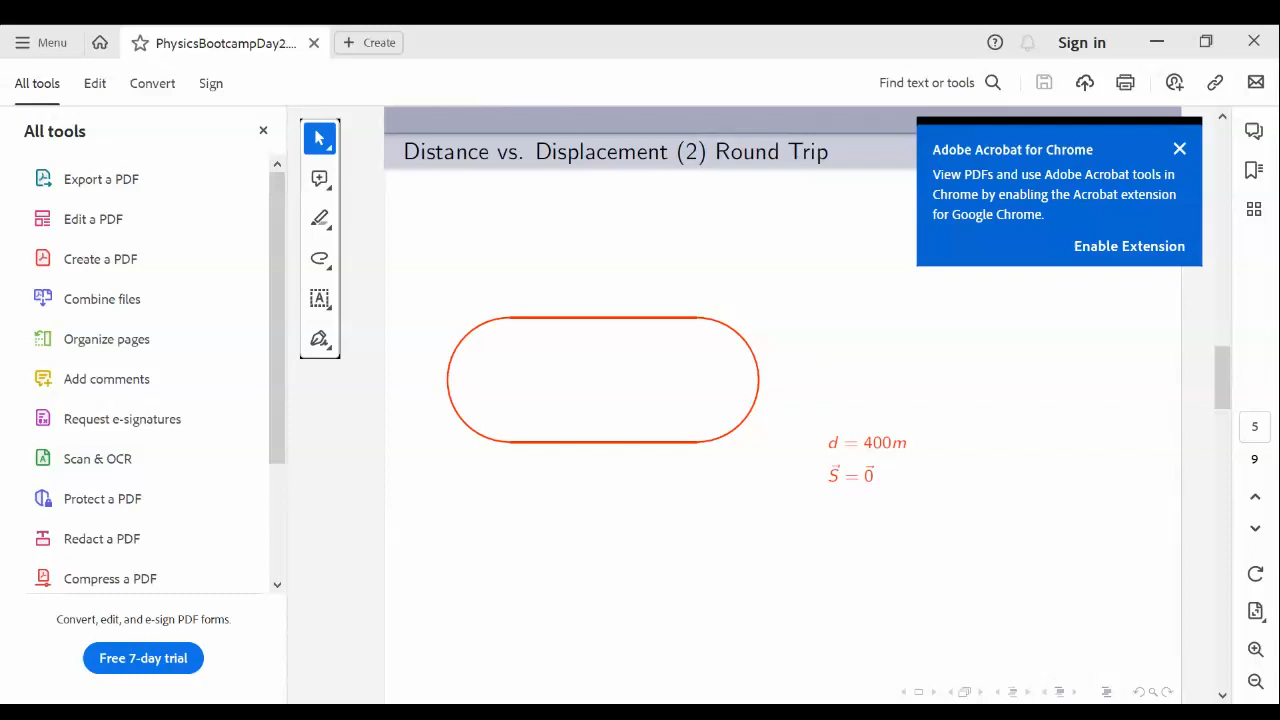 Menu
PhysicsBootcampDay2....
Create
Sign in
All tools
Edit
Convert
Sign
Find text or tools
All tools
Export a PDF
Edit a PDF
Create a PDF
Combine files
Organize pages
Add comments
Request e-signatures
Scan & OCR
Protect a PDF
Redact a PDF
Compress a PDF
Convert, edit, and e-sign PDF forms.
Free 7-day trial
Distance vs. Displacement (2) Round Trip
Adobe Acrobat for Chrome
View PDFs and use Adobe Acrobat tools in
Chrome by enabling the Acrobat extension
for Google Chrome.
Enable Extension
d = 400m
S⃗ = 0⃗
5
9